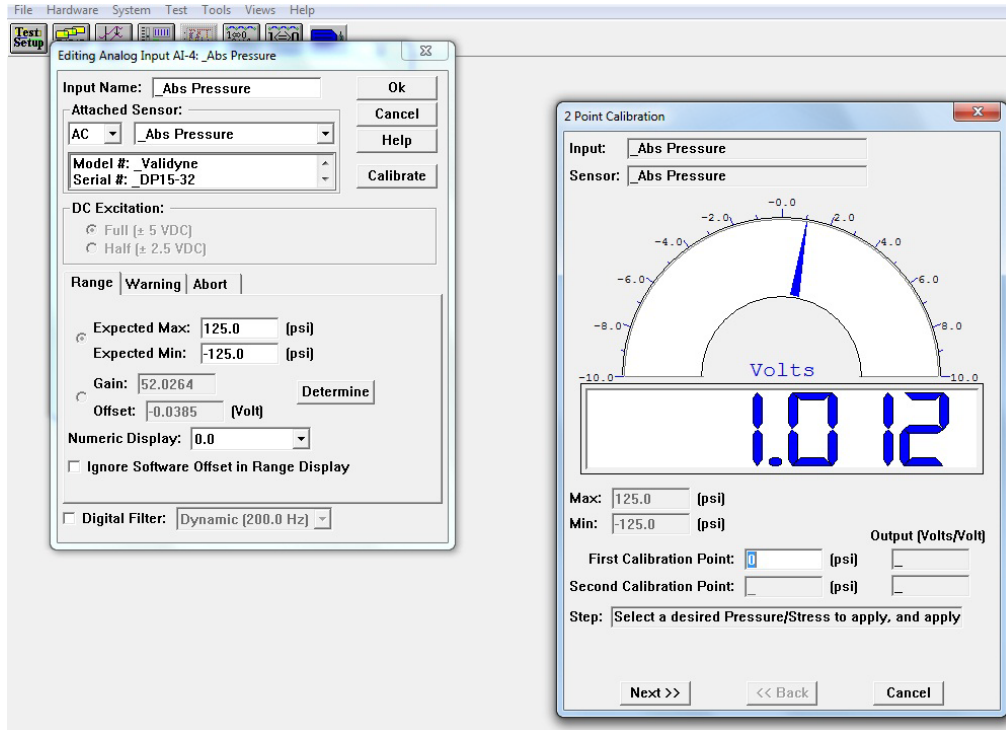 File Hardware System Test Tools Views Help
Test Setup
Editing Analog Input AI-4: _Abs Pressure
Input Name: _Abs Pressure
Ok
Attached Sensor:
Cancel
AC _Abs Pressure
Help
Model #: _Validyne
Serial #: _DP15-32
Calibrate
DC Excitation:
Full (± 5 VDC)
Half (± 2.5 VDC)
Range Warning Abort
Expected Max: 125.0 (psi)
Expected Min: -125.0 (psi)
Gain: 52.0264
Determine
Offset: -0.0385 (Volt)
Numeric Display: 0.0
Ignore Software Offset in Range Display
Digital Filter: Dynamic (200.0 Hz)
2 Point Calibration
Input: _Abs Pressure
Sensor: _Abs Pressure
-0.0
-2.0 2.0
-4.0 4.0
-6.0 6.0
-8.0 8.0
-10.0 10.0
Volts
1.012
Max: 125.0 (psi)
Min: -125.0 (psi)
Output (Volts/Volt)
First Calibration Point: 0 (psi) _
Second Calibration Point: _ (psi) _
Step: Select a desired Pressure/Stress to apply, and apply
Next >> << Back Cancel